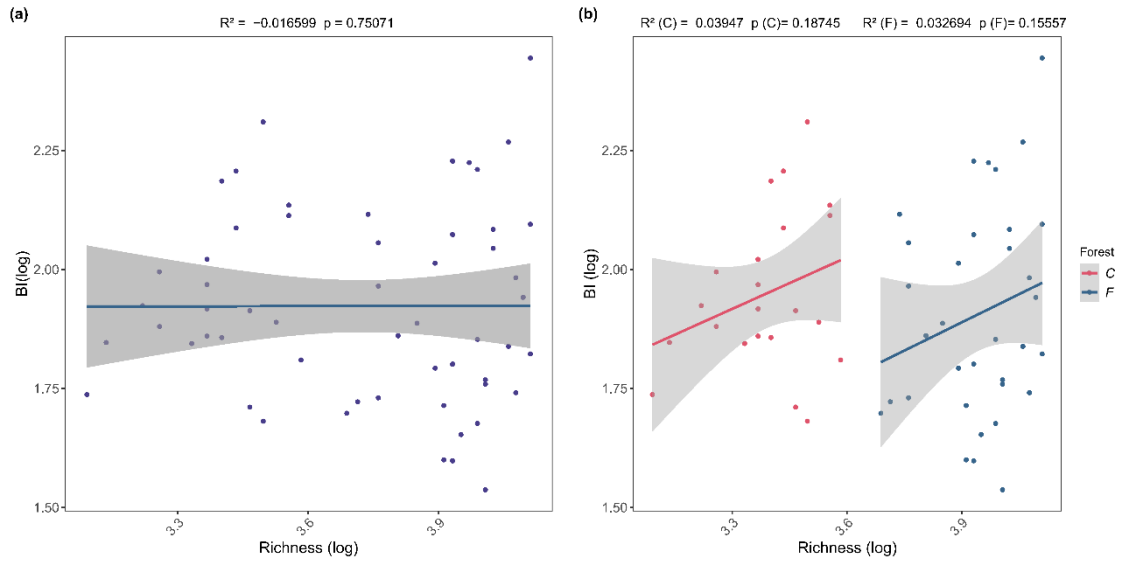 (a)
R² = −0.016599 p = 0.75071
BI(log)
2.25
2.00
1.75
1.50
3.3
3.6
3.9
Richness (log)
(b)
R² (C) = 0.03947 p (C)= 0.18745 R² (F) = 0.032694 p (F)= 0.15557
BI (log)
2.25
2.00
1.75
1.50
3.3
3.6
3.9
Richness (log)
Forest
C
F